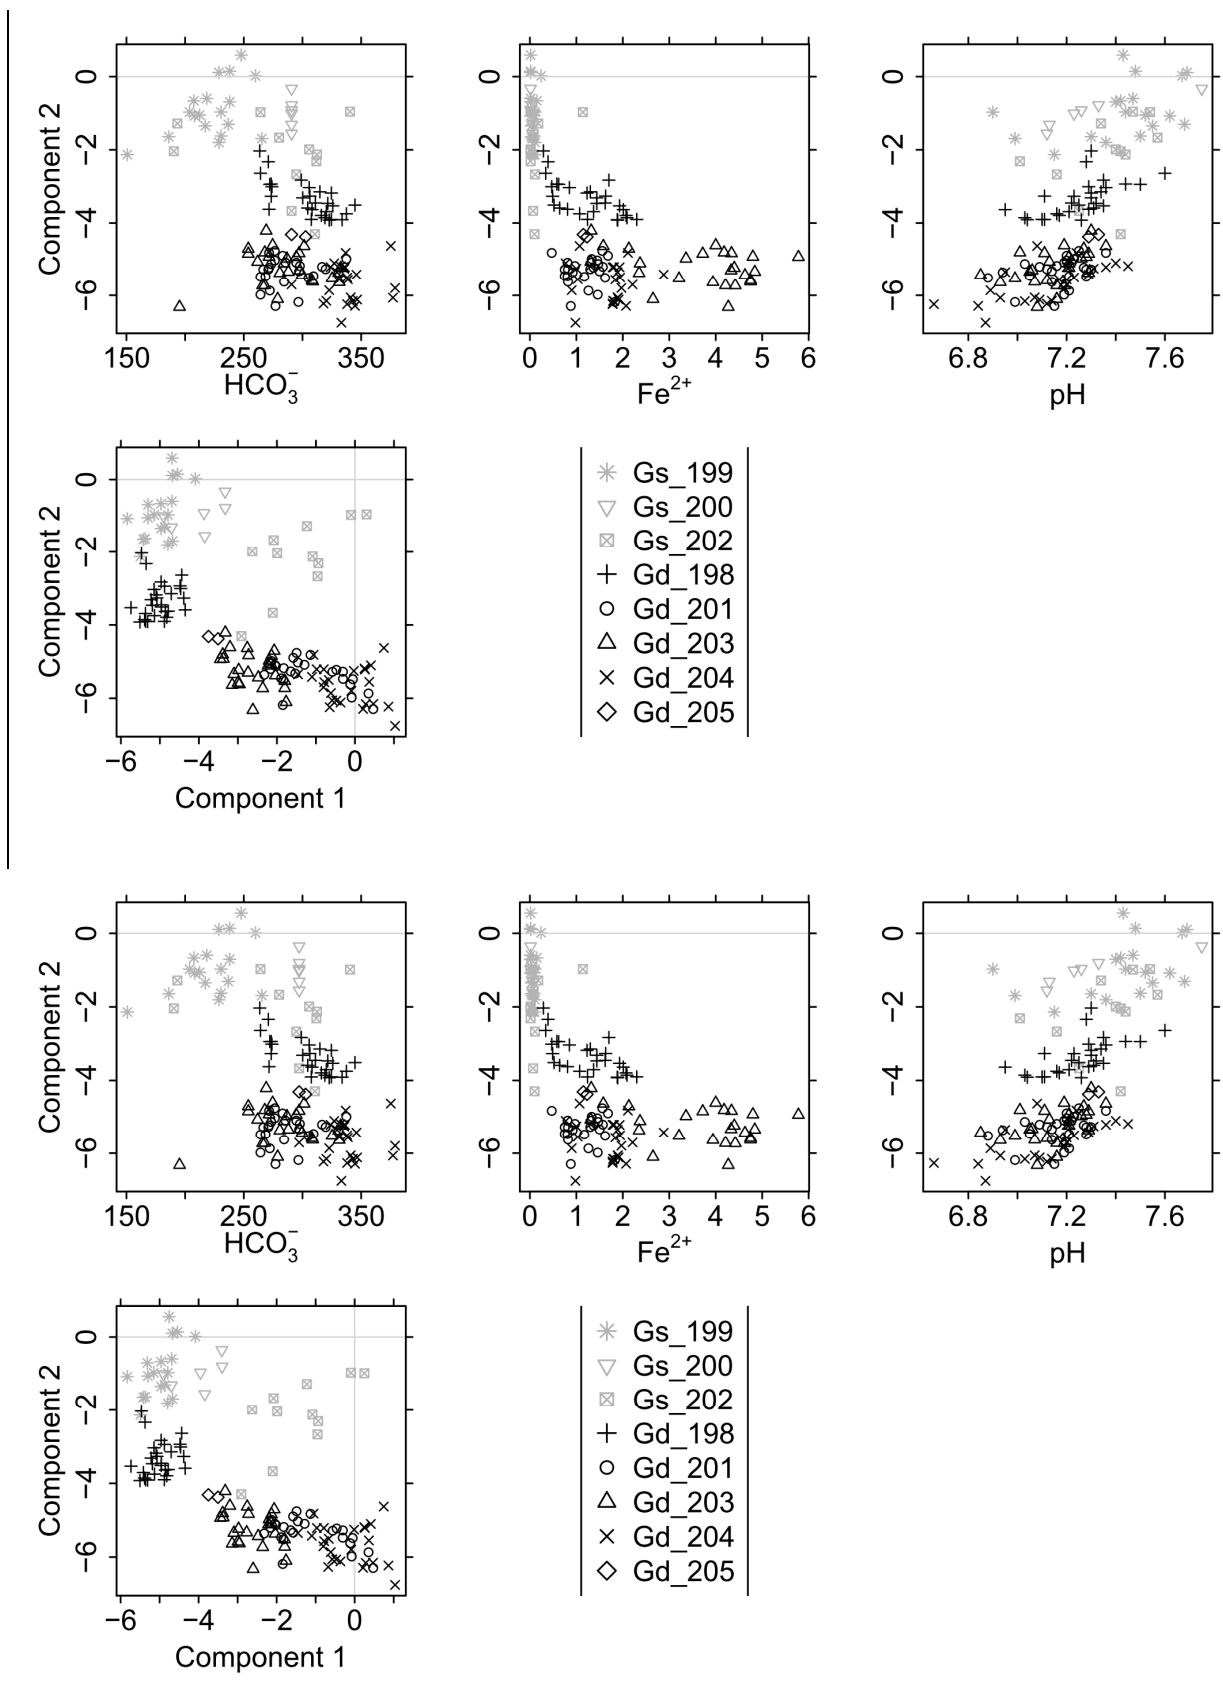 Component 2
0
−2
−4
−6
150 250 350
HCO3−
0
−2
−4
−6
0 1 2 3 4 5 6
Fe2+
0
−2
−4
−6
6.8 7.2 7.6
pH
Component 2
0
−2
−4
−6
−6 −4 −2 0
Component 1
Gs_199
Gs_200
Gs_202
Gd_198
Gd_201
Gd_203
Gd_204
Gd_205
Component 2
0
−2
−4
−6
150 250 350
HCO3−
0
−2
−4
−6
0 1 2 3 4 5 6
Fe2+
0
−2
−4
−6
6.8 7.2 7.6
pH
Component 2
0
−2
−4
−6
−6 −4 −2 0
Component 1
Gs_199
Gs_200
Gs_202
Gd_198
Gd_201
Gd_203
Gd_204
Gd_205